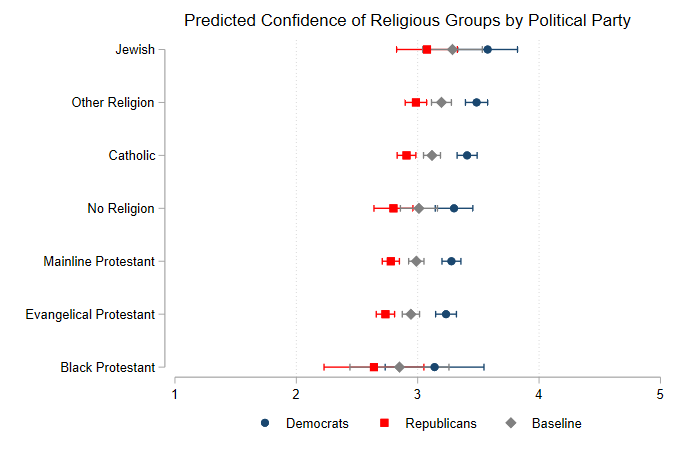 Predicted Confidence of Religious Groups by Political Party
Jewish
Other Religion
Catholic
No Religion
Mainline Protestant
Evangelical Protestant
Black Protestant
1 2 3 4 5
Democrats Republicans Baseline